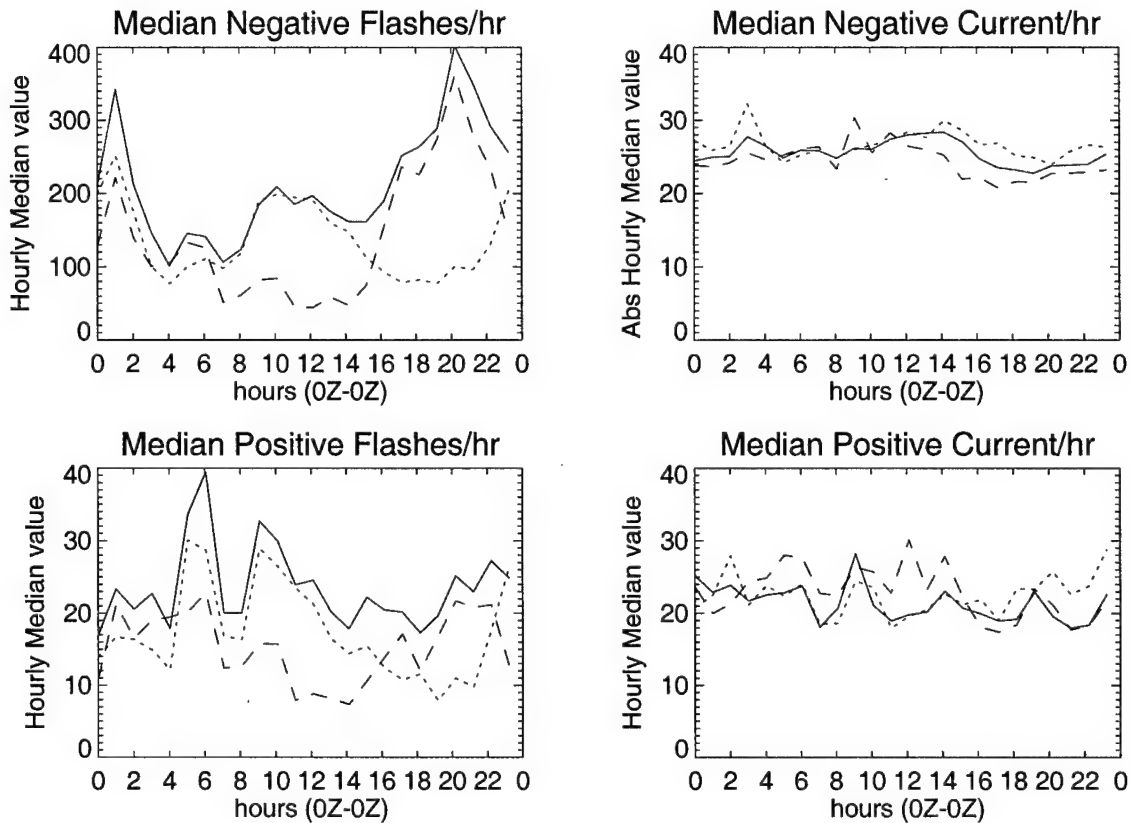 Median Negative Flashes/hr
Hourly Median value
400
300
200
100
0
0 2 4 6 8 10 12 14 16 18 20 22 0
hours (0Z-0Z)
Median Negative Current/hr
Abs Hourly Median value
40
30
20
10
0
0 2 4 6 8 10 12 14 16 18 20 22 0
hours (0Z-0Z)
Median Positive Flashes/hr
Hourly Median value
40
30
20
10
0
0 2 4 6 8 10 12 14 16 18 20 22 0
hours (0Z-0Z)
Median Positive Current/hr
Hourly Median value
40
30
20
10
0
0 2 4 6 8 10 12 14 16 18 20 22 0
hours (0Z-0Z)